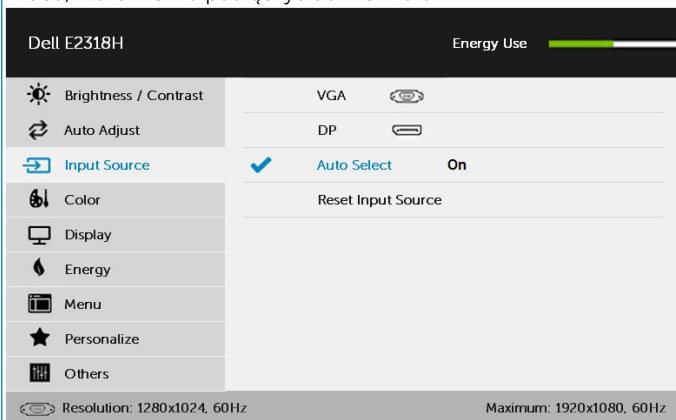 Dell E2318H
Energy Use
Brightness / Contrast
VGA
Auto Adjust
DP
Input Source
Auto Select On
Color
Reset Input Source
Display
Energy
Menu
Personalize
Others
Resolution: 1280x1024, 60Hz
Maximum: 1920x1080, 60Hz